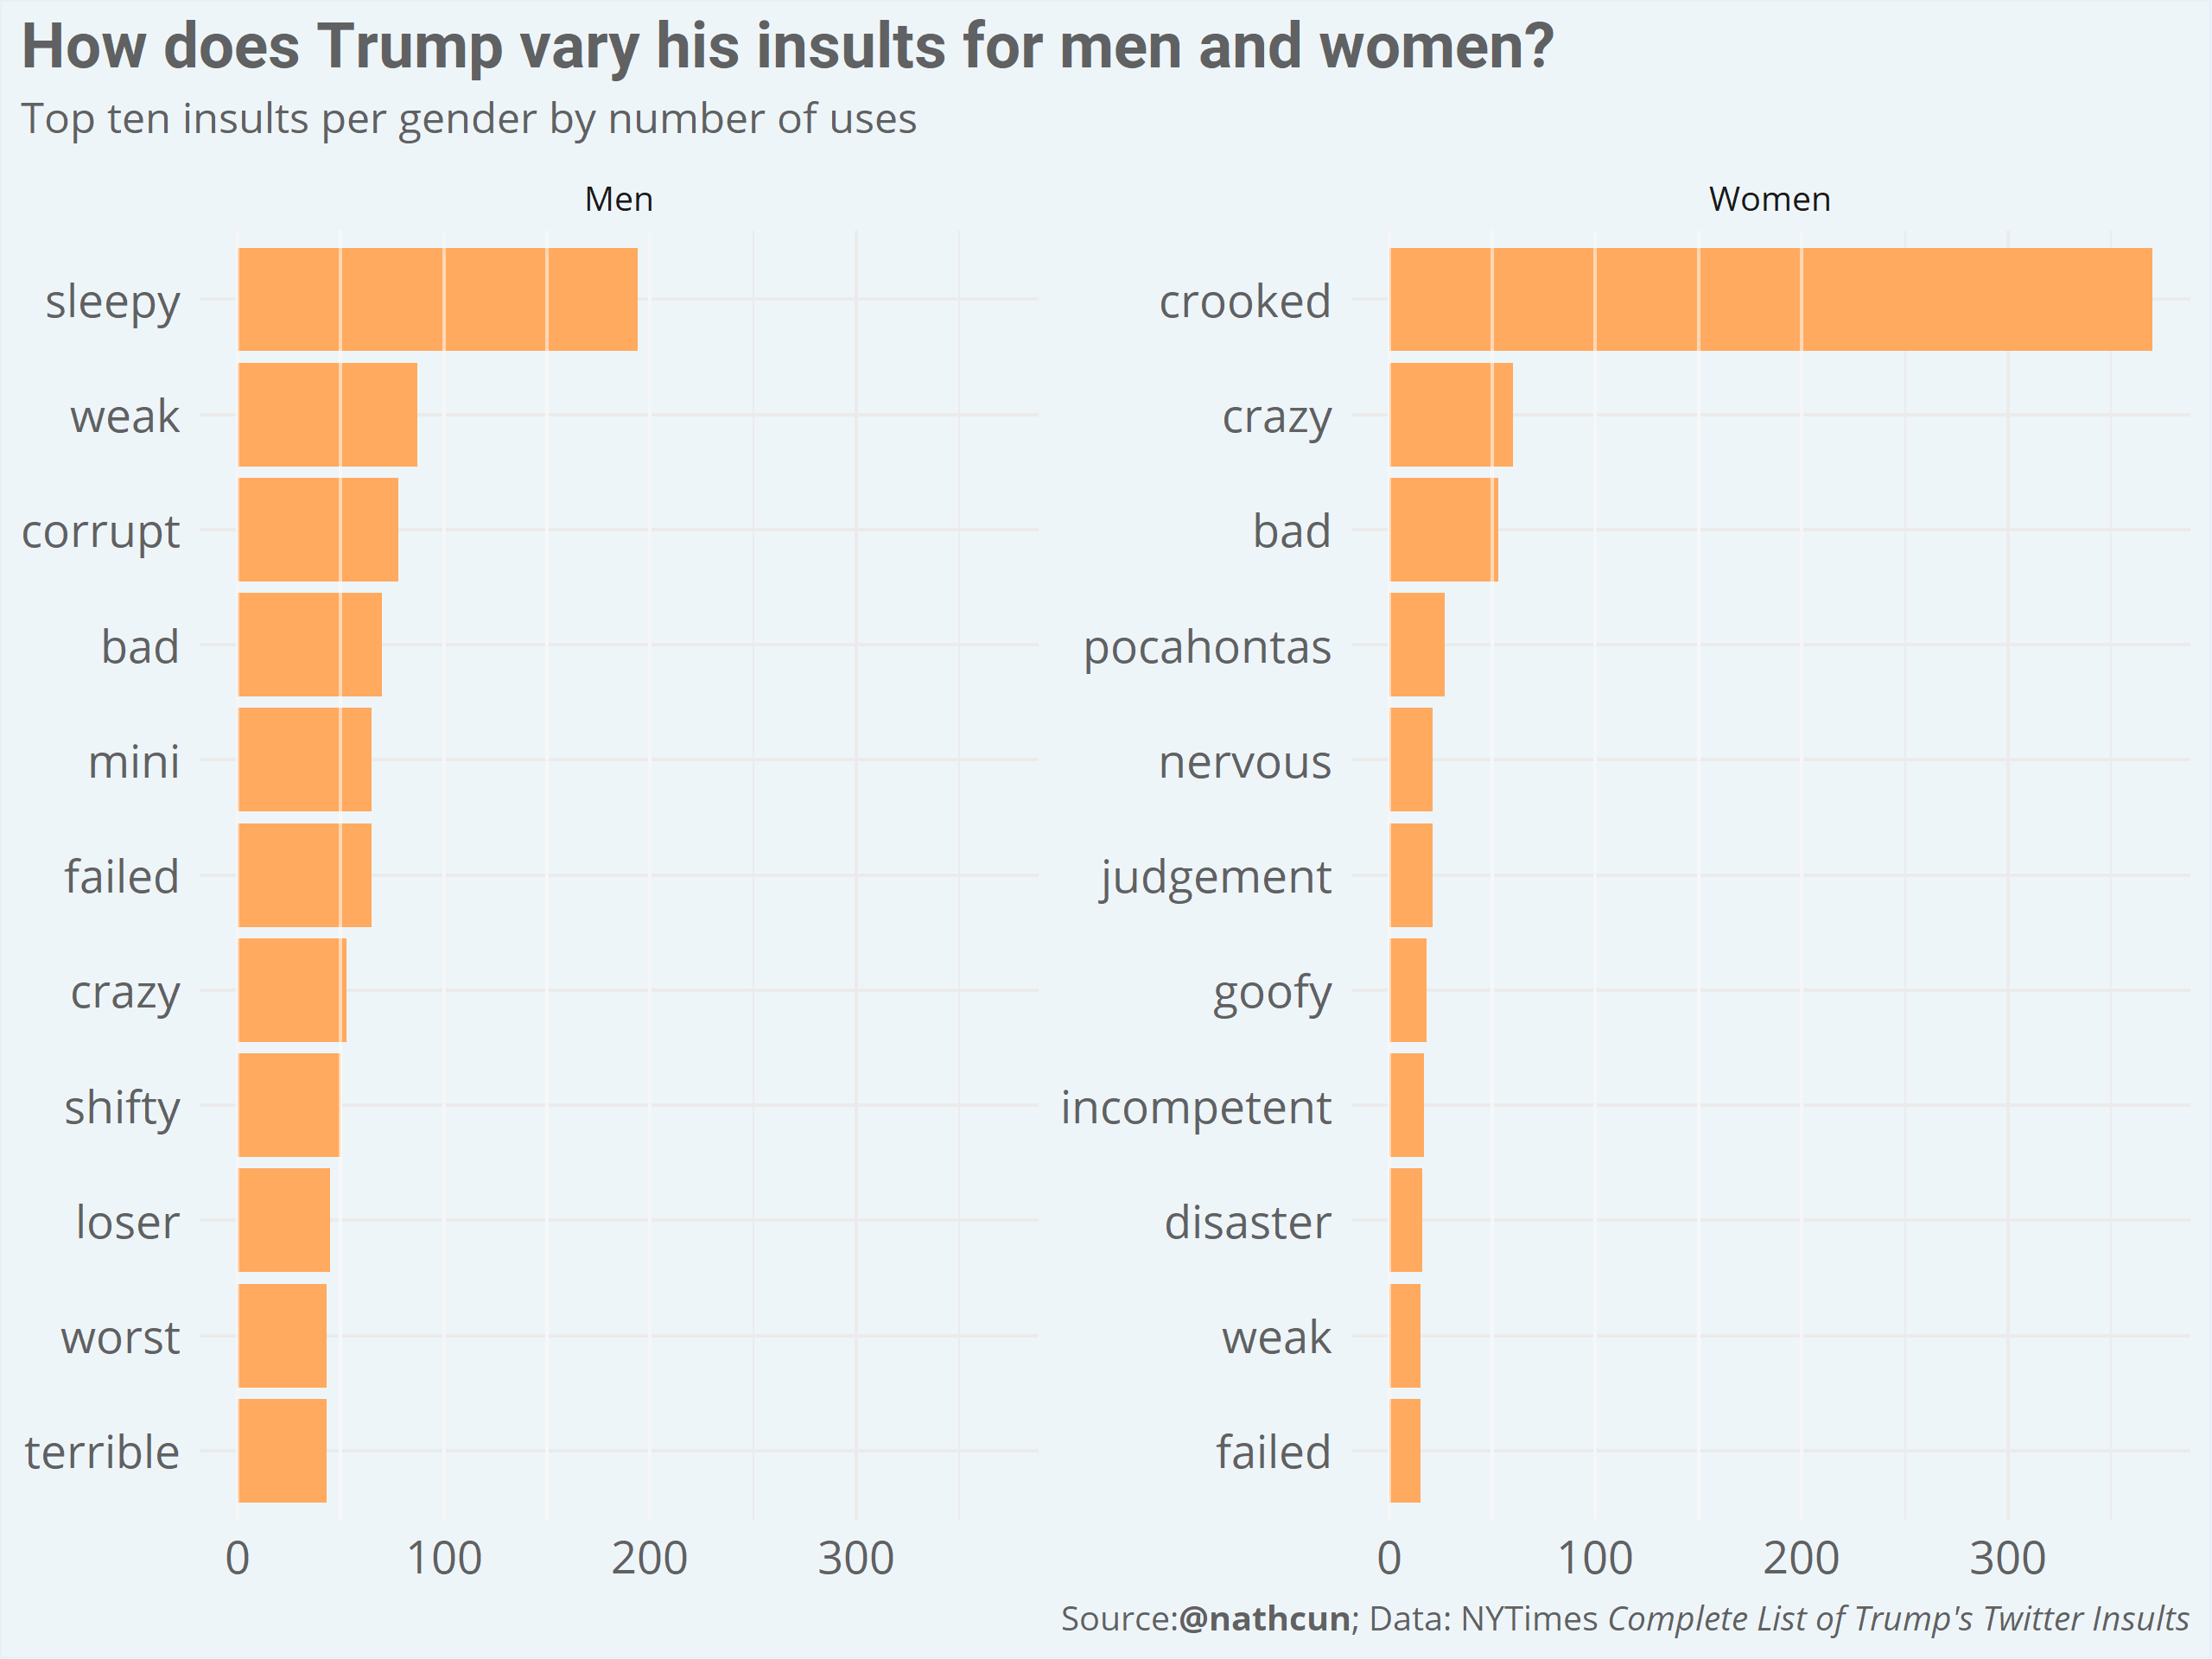 How does Trump vary his insults for men and women?
Top ten insults per gender by number of uses
Men
sleepy
weak
corrupt
bad
mini
failed
crazy
shifty
loser
worst
terrible
0 100 200 300
Women
crooked
crazy
bad
pocahontas
nervous
judgement
goofy
incompetent
disaster
weak
failed
0 100 200 300
Source:@nathcun; Data: NYTimes Complete List of Trump's Twitter Insults